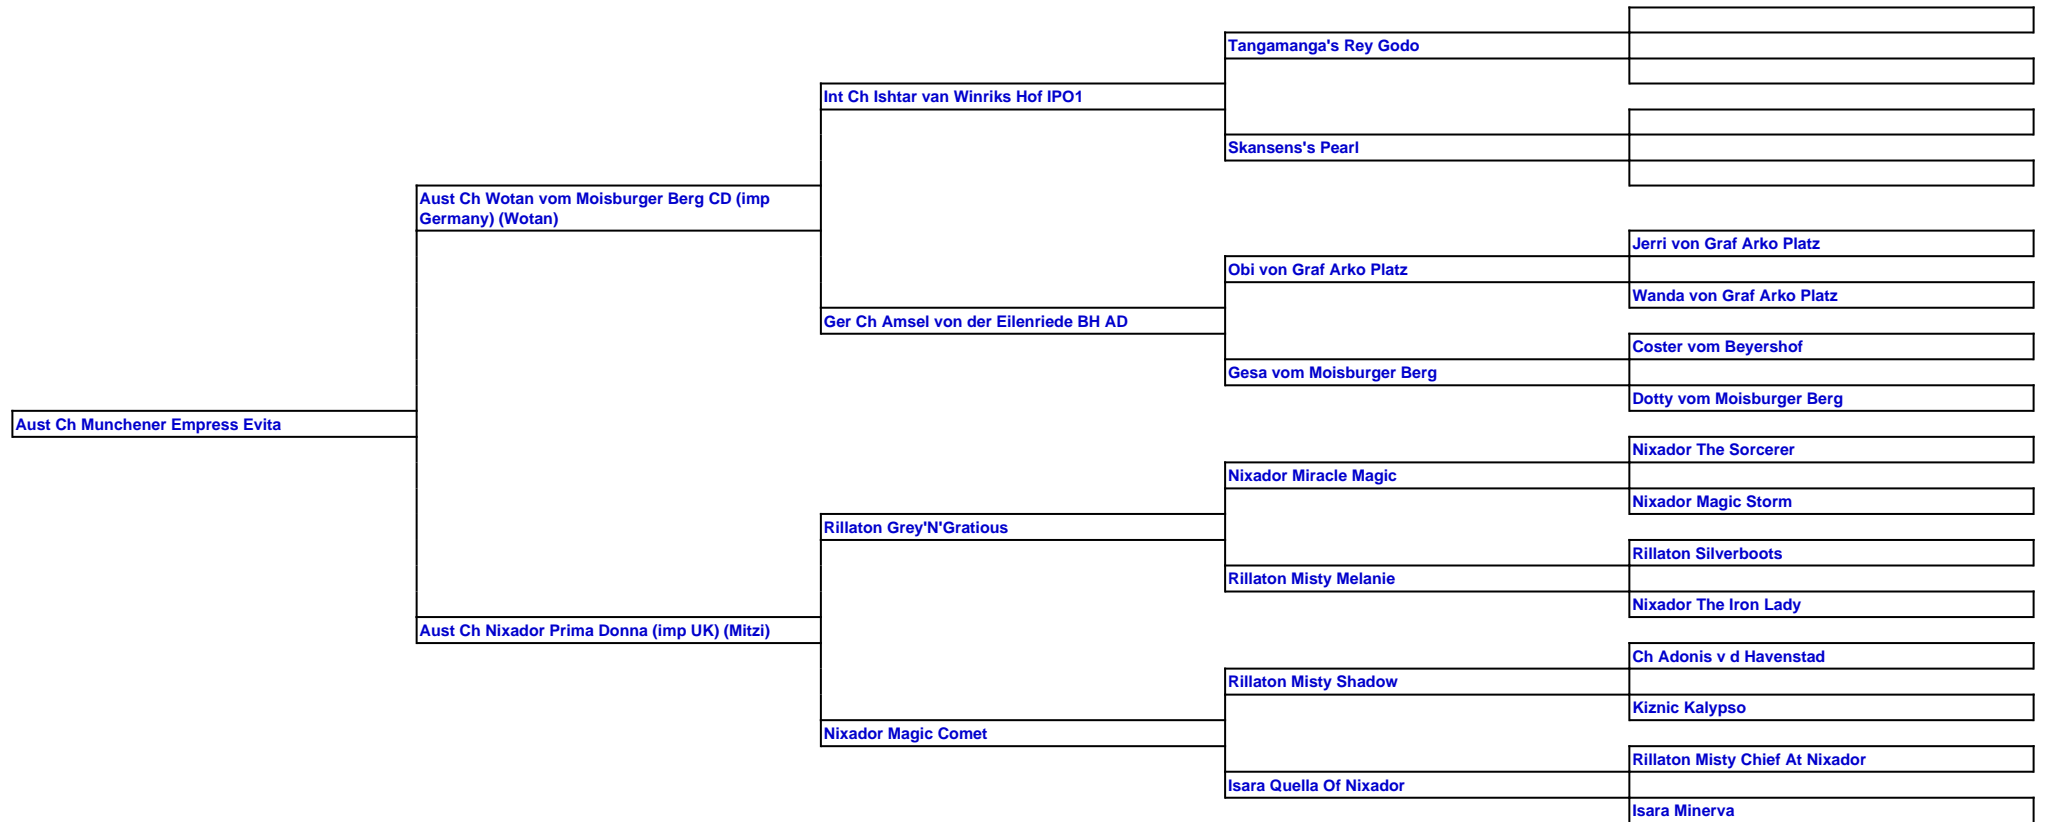 Tangamanga's Rey Godo
Int Ch Ishtar van Winriks Hof IPO1
Skansens's Pearl
Aust Ch Wotan vom Moisburger Berg CD (imp
Germany) (Wotan)
Jerri von Graf Arko Platz
Obi von Graf Arko Platz
Wanda von Graf Arko Platz
Ger Ch Amsel von der Eilenriede BH AD
Coster vom Beyershof
Gesa vom Moisburger Berg
Dotty vom Moisburger Berg
Aust Ch Munchener Empress Evita
Nixador The Sorcerer
Nixador Miracle Magic
Nixador Magic Storm
Rillaton Grey'N'Gratious
Rillaton Silverboots
Rillaton Misty Melanie
Nixador The Iron Lady
Aust Ch Nixador Prima Donna (imp UK) (Mitzi)
Ch Adonis v d Havenstad
Rillaton Misty Shadow
Kiznic Kalypso
Nixador Magic Comet
Rillaton Misty Chief At Nixador
Isara Quella Of Nixador
Isara Minerva